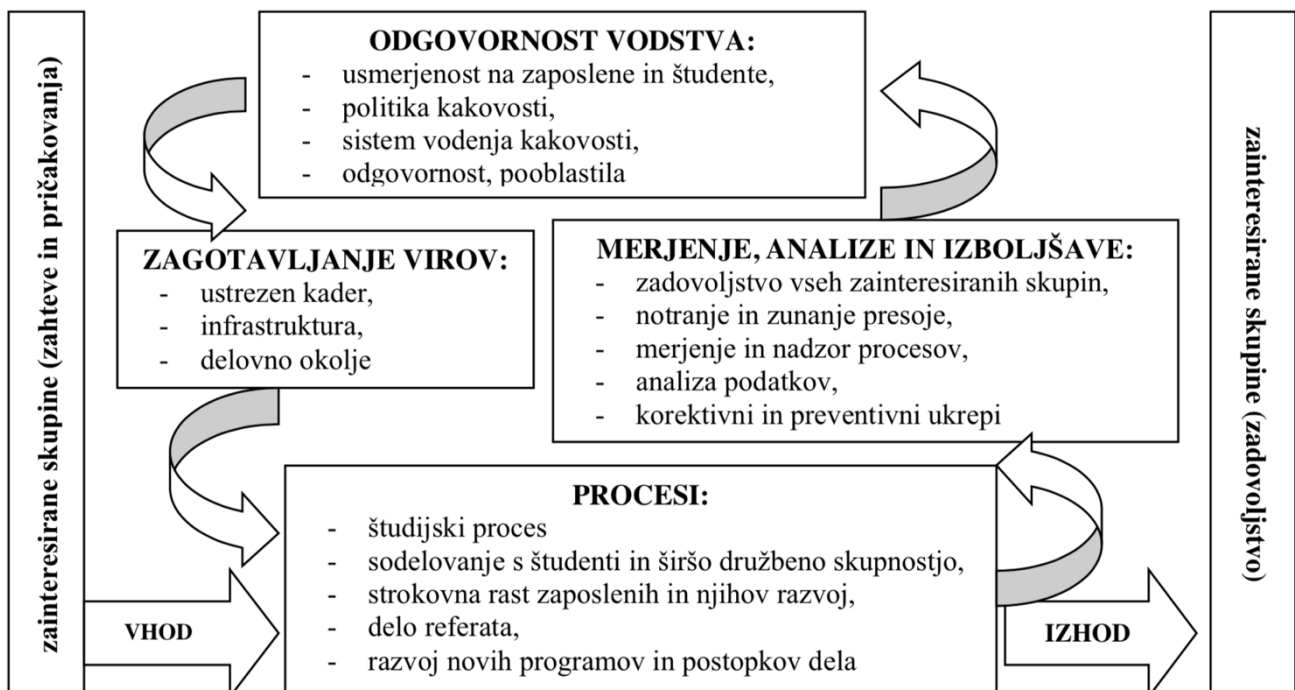 zainteresirane skupine (zahteve in pričakovanja)
ODGOVORNOST VODSTVA:
- usmerjenost na zaposlene in študente,
- politika kakovosti,
- sistem vodenja kakovosti,
- odgovornost, pooblastila
ZAGOTAVLJANJE VIROV:
- ustrezen kader,
- infrastruktura,
- delovno okolje
MERJENJE, ANALIZE IN IZBOLJŠAVE:
- zadovoljstvo vseh zainteresiranih skupin,
- notranje in zunanje presoje,
- merjenje in nadzor procesov,
- analiza podatkov,
- korektivni in preventivni ukrepi
PROCESI:
- študijski proces
- sodelovanje s študenti in širšo družbeno skupnostjo,
- strokovna rast zaposlenih in njihov razvoj,
- delo referata,
- razvoj novih programov in postopkov dela
VHOD
IZHOD
zainteresirane skupine (zadovoljstvo)